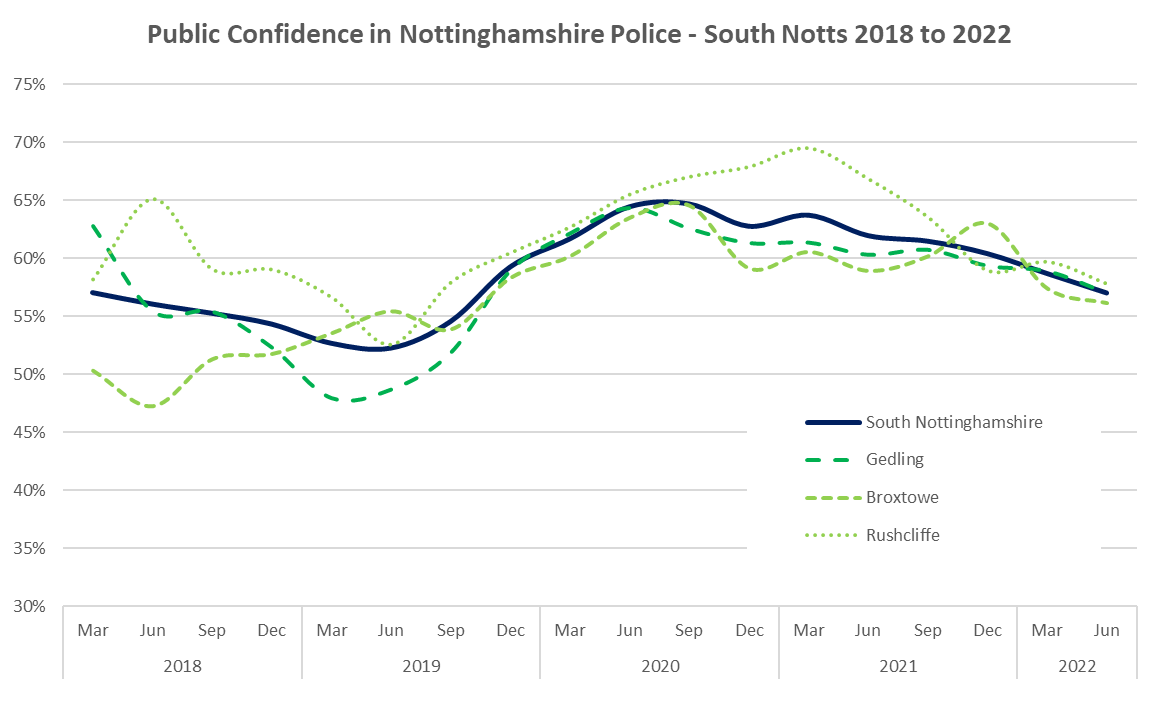 Public Confidence in Nottinghamshire Police - South Notts 2018 to 2022
75%
70%
65%
60%
55%
50%
45%
40%
35%
30%
South Nottinghamshire
Gedling
Broxtowe
Rushcliffe
Mar Jun Sep Dec Mar Jun Sep Dec Mar Jun Sep Dec Mar Jun Sep Dec Mar Jun
2018 2019 2020 2021 2022